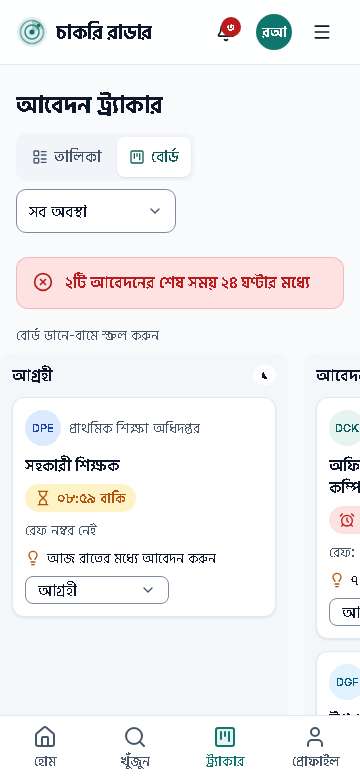 চাকরি রাডার
৩
রআ
আবেদন ট্র্যাকার
তালিকা
বোর্ড
সব অবস্থা
২টি আবেদনের শেষ সময় ২৪ ঘণ্টার মধ্যে
বোর্ড ডানে-বামে স্ক্রল করুন
আগ্রহী
DPE
প্রাথমিক শিক্ষা অধিদপ্তর
সহকারী শিক্ষক
০৮:৫৯ বাকি
রেফ নম্বর নেই
আজ রাতের মধ্যে আবেদন করুন
আগ্রহী
আবেদন
DCK
অফি
কম্পি
রেফ:
৭
আ
DGF
হোম
খুঁজুন
ট্র্যাকার
প্রোফাইল